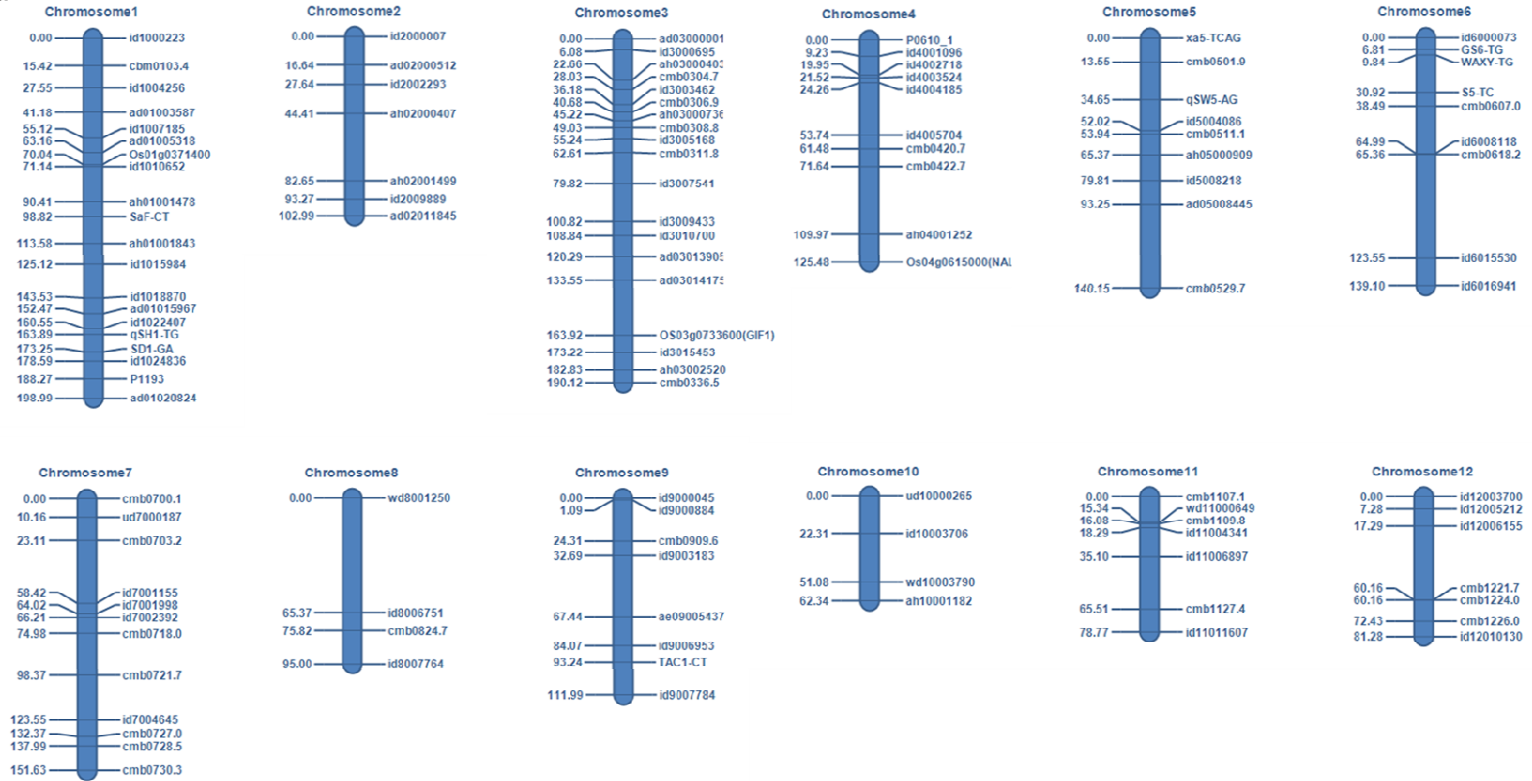 Chromosome1
0.00 id1000223
15.42 cbm0103.4
27.55 id1004256
41.18 ad01003587
55.12 id1007185
63.16 ad01005318
70.04 Os01g0371400
71.14 id1010652
90.41 ah01001478
98.82 SaF-CT
113.58 ah01001843
125.12 id1015984
143.53 id1018870
152.47 ad01015967
160.55 id1022407
163.89 qSH1-TG
173.25 SD1-GA
178.59 id1024836
188.27 P1193
198.99 ad01020824
Chromosome2
0.00 id2000007
16.64 ad02000512
27.64 id2002293
44.41 ah02000407
82.65 ah02001499
93.27 id2009889
102.99 ad02011845
Chromosome3
0.00 ad03000001
6.08 id3000695
22.66 ah03000403
28.03 cmb0304.7
36.18 id3003462
40.68 cmb0306.9
45.22 ah03000736
49.03 cmb0308.8
55.24 id3005168
62.61 cmb0311.8
79.82 id3007541
100.82 id3009433
108.84 id3010700
120.29 ad03013905
133.55 ad03014175
163.92 OS03g0733600(GIF1)
173.22 id3015453
182.83 ah03002520
190.12 cmb0336.5
Chromosome4
0.00 P0610_1
9.23 id4001096
19.95 id4002718
21.52 id4003524
24.26 id4004185
53.74 id4005704
61.48 cmb0420.7
71.64 cmb0422.7
109.97 ah04001252
125.48 Os04g0615000(NAL
Chromosome5
0.00 xa5-TCAG
13.55 cmb0501.9
34.65 qSW5-AG
52.02 id5004086
53.94 cmb0511.1
65.37 ah05000909
79.81 id5008218
93.25 ad05008445
140.15 cmb0529.7
Chromosome6
0.00 id6000073
6.81 GS6-TG
9.84 WAXY-TG
30.92 S5-TC
38.49 cmb0607.0
64.99 id6008118
65.36 cmb0618.2
123.55 id6015530
139.10 id6016941
Chromosome7
0.00 cmb0700.1
10.16 ud7000187
23.11 cmb0703.2
58.42 id7001155
64.02 id7001998
66.21 id7002392
74.98 cmb0718.0
98.37 cmb0721.7
123.55 id7004645
132.37 cmb0727.0
137.99 cmb0728.5
151.63 cmb0730.3
Chromosome8
0.00 wd8001250
65.37 id8006751
75.82 cmb0824.7
95.00 id8007764
Chromosome9
0.00 id9000045
1.09 id9000884
24.31 cmb0909.6
32.69 id9003183
67.44 ae09005437
84.07 id9006953
93.24 TAC1-CT
111.99 id9007784
Chromosome10
0.00 ud10000265
22.31 id10003706
51.08 wd10003790
62.34 ah10001182
Chromosome11
0.00 cmb1107.1
15.34 wd11000649
16.08 cmb1109.8
18.29 id11004341
35.10 id11006897
65.51 cmb1127.4
78.77 id11011607
Chromosome12
0.00 id12003700
7.28 id12005212
17.29 id12006155
60.16 cmb1221.7
60.16 cmb1224.0
72.43 cmb1226.0
81.28 id12010130